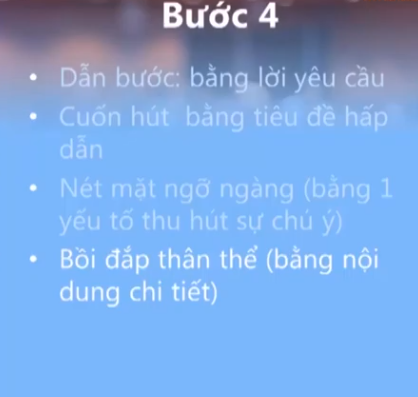 Bước 4
• Dẫn bước: bằng lời yêu cầu
• Cuốn hút bằng tiêu đề hấp
dẫn
• Nét mặt ngỡ ngàng (bằng 1
yếu tố thu hút sự chú ý)
• Bồi đắp thân thể (bằng nội
dung chi tiết)